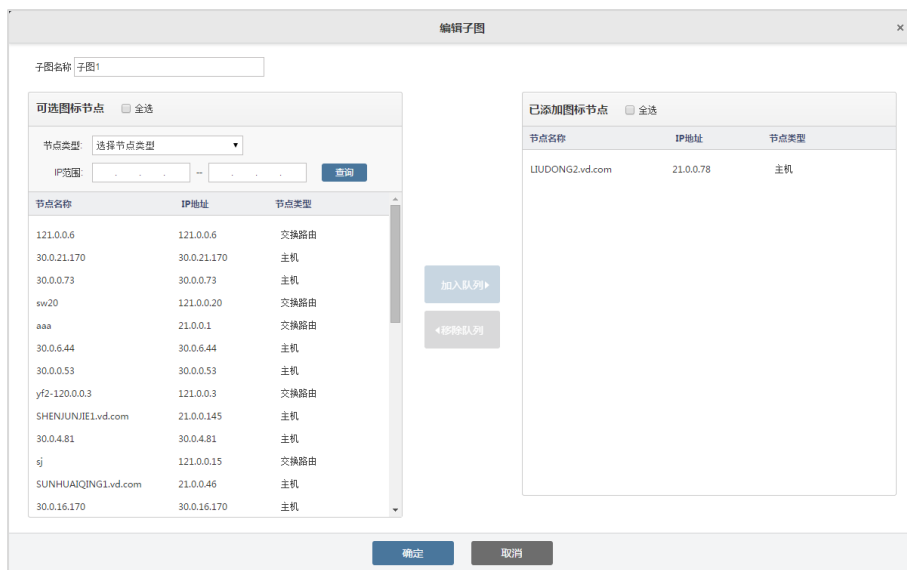 编辑子图 ×
子图名称 子图1
可选图标节点 全选
节点类型: 选择节点类型
IP范围: . . . -- . . . 查询
节点名称 IP地址 节点类型
121.0.0.6 121.0.0.6 交换路由
30.0.21.170 30.0.21.170 主机
30.0.0.73 30.0.0.73 主机
sw20 121.0.0.20 交换路由
aaa 21.0.0.1 交换路由
30.0.6.44 30.0.6.44 主机
30.0.0.53 30.0.0.53 主机
yf2-120.0.0.3 121.0.0.3 交换路由
SHENJUNJIE1.vd.com 21.0.0.145 主机
30.0.4.81 30.0.4.81 主机
sj 121.0.0.15 交换路由
SUNHUAIQING1.vd.com 21.0.0.46 主机
30.0.16.170 30.0.16.170 主机
加入队列
移除队列
已添加图标节点 全选
节点名称 IP地址 节点类型
LIUDONG2.vd.com 21.0.0.78 主机
确定 取消